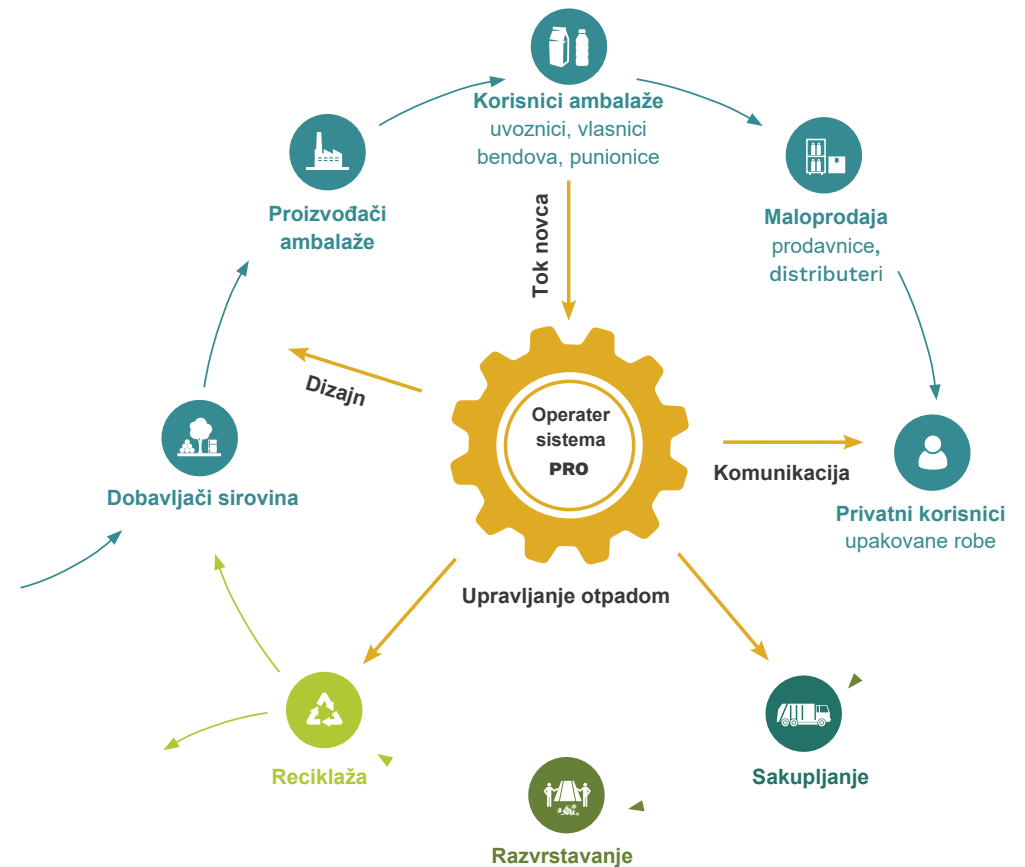 Korisnici ambalaže
uvoznici, vlasnici
bendova, punionice
Proizvođači
ambalaže
Maloprodaja
prodavnice,
distributeri
Tok novca
Dizajn
Operater
sistema
PRO
Komunikacija
Dobavljači sirovina
Privatni korisnici
upakovane robe
Upravljanje otpadom
Reciklaža
Sakupljanje
Razvrstavanje